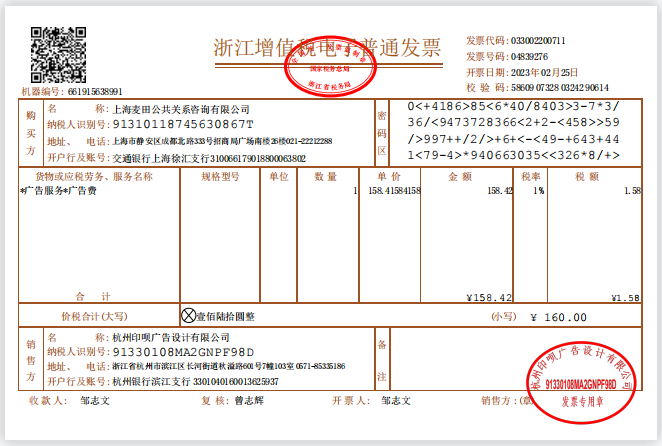 浙江增值税电子普通发票
国家税务总局
浙江省税务局
发票代码: 033002200711
发票号码: 04839276
开票日期: 2023年02月25日
校 验 码: 58609 07328 03242 90614
机器编号: 661915638991
购买方
名 称: 上海麦田公共关系咨询有限公司
纳税人识别号: 91310118745630867T
地址、 电话: 上海市静安区成都北路333号招商局广场南楼26楼021-22212288
开户行及账号: 交通银行上海徐汇支行310066179018800063802
密码区
0<+4186>85<6*40/8403>3-7*3/
36/<9473728366<2+2-<458>>59
/>997++/2/>+6+<-<49-+643+44
1<79-4>*940663035<<326*8/+>
货物或应税劳务、服务名称 规格型号 单位 数 量 单 价 金 额 税率 税 额
*广告服务*广告费 1 158.41584158 158.42 1% 1.58
合 计 ¥158.42 ¥1.58
价税合计(大写) 壹佰陆拾圆整 (小写) ¥ 160.00
销售方
名 称: 杭州印呗广告设计有限公司
纳税人识别号: 91330108MA2GNPF98D
地址、 电话: 浙江省杭州市滨江区长河街道秋溢路601号7幢103室 0571-85335186
开户行及账号: 杭州银行滨江支行 3301040160013625937
备注
收 款 人: 邹志文 复 核: 曾志辉 开 票 人: 邹志文 销售方: (章)
杭州印呗广告设计有限公司
91330108MA2GNPF98D
发票专用章